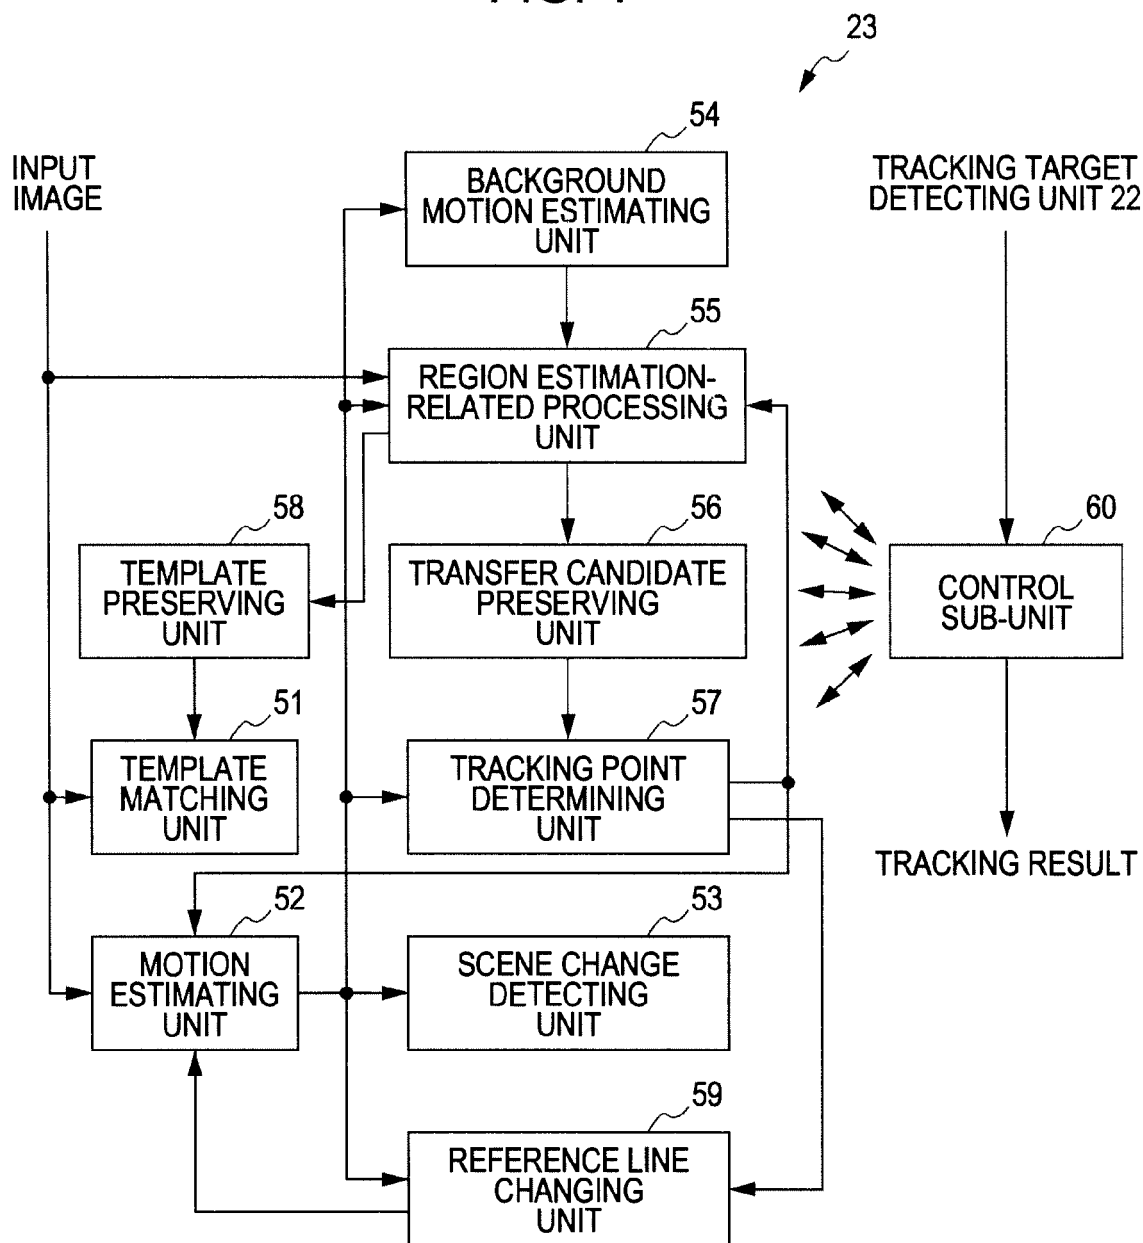 23
54
INPUT
IMAGE
BACKGROUND
MOTION ESTIMATING
UNIT
TRACKING TARGET
DETECTING UNIT 22
55
REGION ESTIMATION-
RELATED PROCESSING
UNIT
58
TEMPLATE
PRESERVING
UNIT
56
TRANSFER CANDIDATE
PRESERVING
UNIT
60
CONTROL
SUB-UNIT
51
TEMPLATE
MATCHING
UNIT
57
TRACKING POINT
DETERMINING
UNIT
TRACKING RESULT
52
MOTION
ESTIMATING
UNIT
53
SCENE CHANGE
DETECTING
UNIT
59
REFERENCE LINE
CHANGING
UNIT